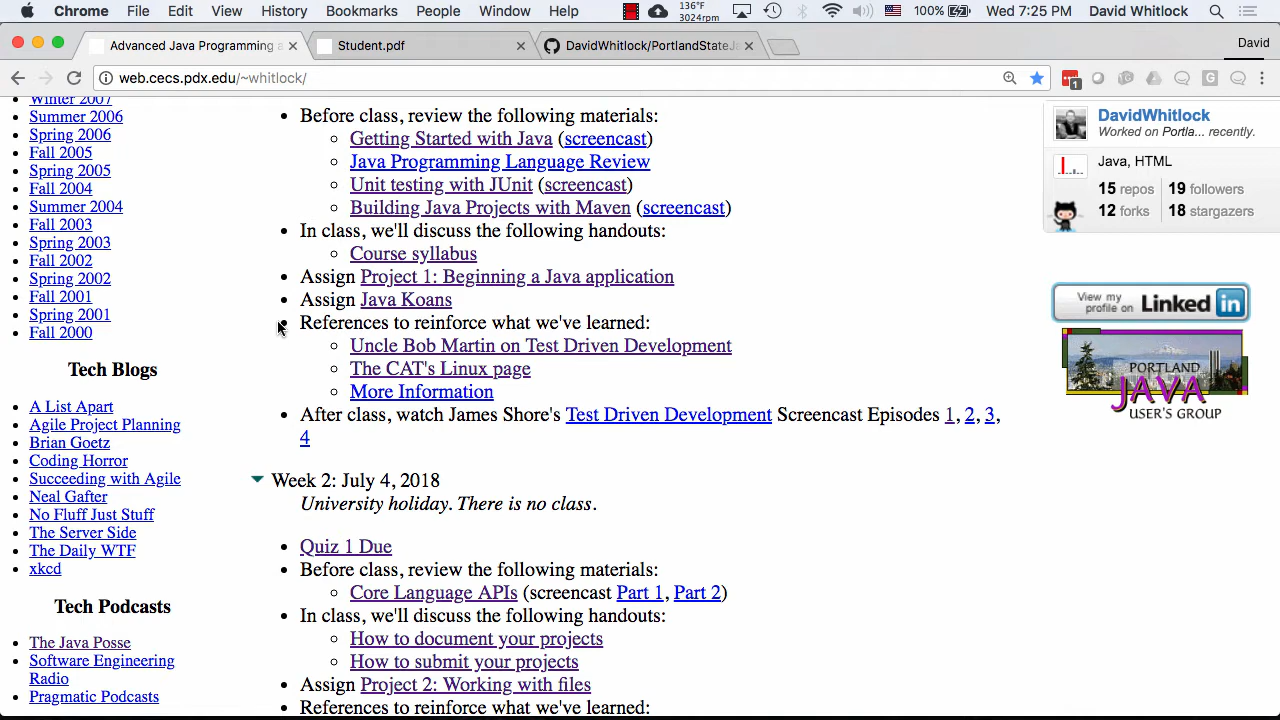 Chrome File Edit View History Bookmarks People Window Help 136°F 3024rpm 100% Wed 7:25 PM David Whitlock
Advanced Java Programming a
Student.pdf
DavidWhitlock/PortlandStateJa
David
web.cecs.pdx.edu/~whitlock/
1
G
Winter 2007
Summer 2006
Spring 2006
Fall 2005
Spring 2005
Fall 2004
Summer 2004
Fall 2003
Spring 2003
Fall 2002
Spring 2002
Fall 2001
Spring 2001
Fall 2000
Tech Blogs
A List Apart
Agile Project Planning
Brian Goetz
Coding Horror
Succeeding with Agile
Neal Gafter
No Fluff Just Stuff
The Server Side
The Daily WTF
xkcd
Tech Podcasts
The Java Posse
Software Engineering
Radio
Pragmatic Podcasts
Before class, review the following materials:
Getting Started with Java (screencast)
Java Programming Language Review
Unit testing with JUnit (screencast)
Building Java Projects with Maven (screencast)
In class, we'll discuss the following handouts:
Course syllabus
Assign Project 1: Beginning a Java application
Assign Java Koans
References to reinforce what we've learned:
Uncle Bob Martin on Test Driven Development
The CAT's Linux page
More Information
After class, watch James Shore's Test Driven Development Screencast Episodes 1, 2, 3,
4
Week 2: July 4, 2018
University holiday. There is no class.
Quiz 1 Due
Before class, review the following materials:
Core Language APIs (screencast Part 1, Part 2)
In class, we'll discuss the following handouts:
How to document your projects
How to submit your projects
Assign Project 2: Working with files
References to reinforce what we've learned:
DavidWhitlock
Worked on Portla... recently.
Java, HTML
15 repos 19 followers
12 forks 18 stargazers
View my
profile on Linked in
PORTLAND
JAVA
USER'S GROUP